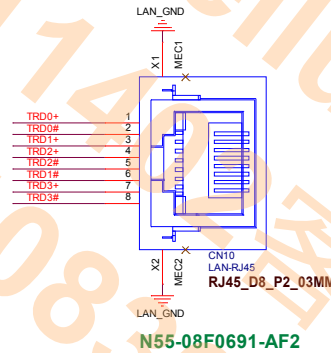 LAN_GND
X1
MEC1
TRD0+ 1
TRD0# 2
TRD1+ 3
TRD2+ 4
TRD2# 5
TRD1# 6
TRD3+ 7
TRD3# 8
X2
MEC2
CN10
LAN-RJ45
RJ45_D8_P2_03MM
LAN_GND
N55-08F0691-AF2